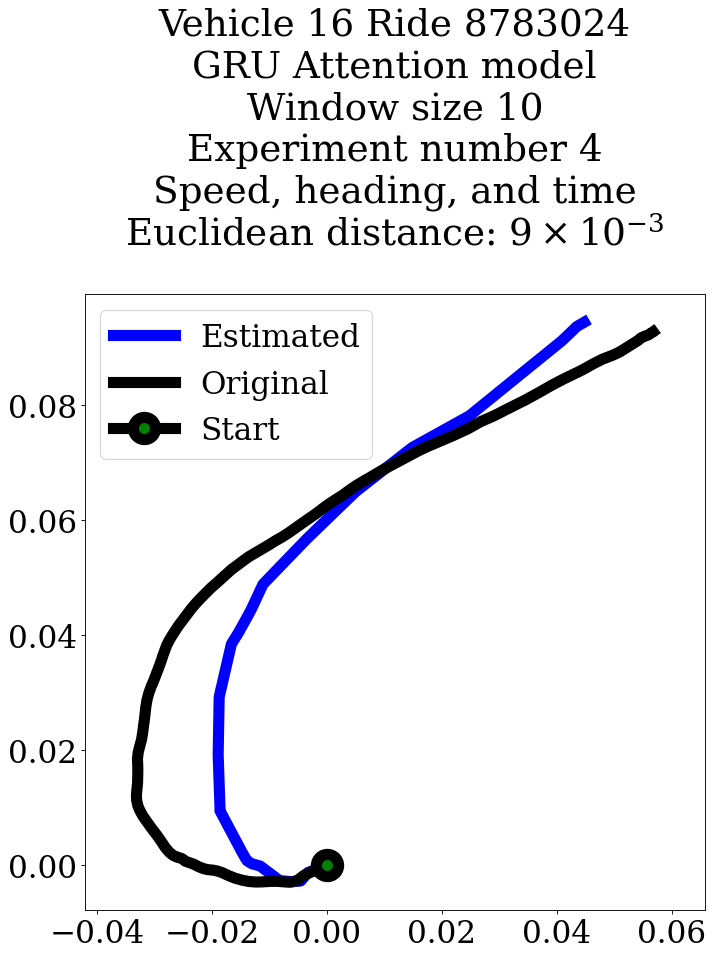 Vehicle 16 Ride 8783024
GRU Attention model
Window size 10
Experiment number 4
Speed, heading, and time
Euclidean distance: 9 × 10⁻³
Estimated
Original
Start
0.08
0.06
0.04
0.02
0.00
−0.04 −0.02 0.00 0.02 0.04 0.06